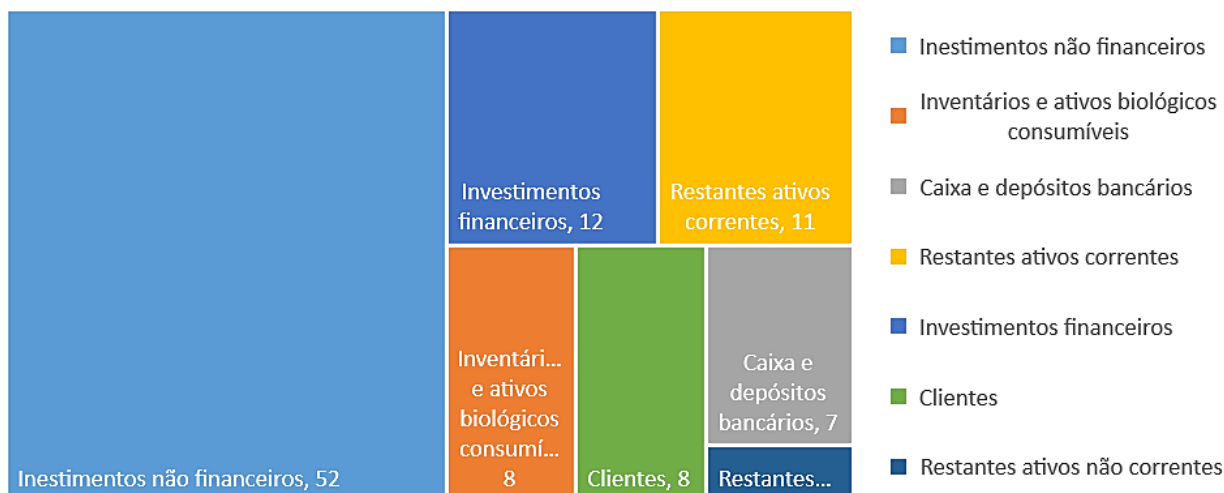 Inestimentos não financeiros, 52
Investimentos
financeiros, 12
Restantes ativos
correntes, 11
Inventári...
e ativos
biológicos
consumí...
8
Clientes, 8
Caixa e
depósitos
bancários, 7
Restantes...
Inestimentos não financeiros
Inventários e ativos biológicos
consumíveis
Caixa e depósitos bancários
Restantes ativos correntes
Investimentos financeiros
Clientes
Restantes ativos não correntes